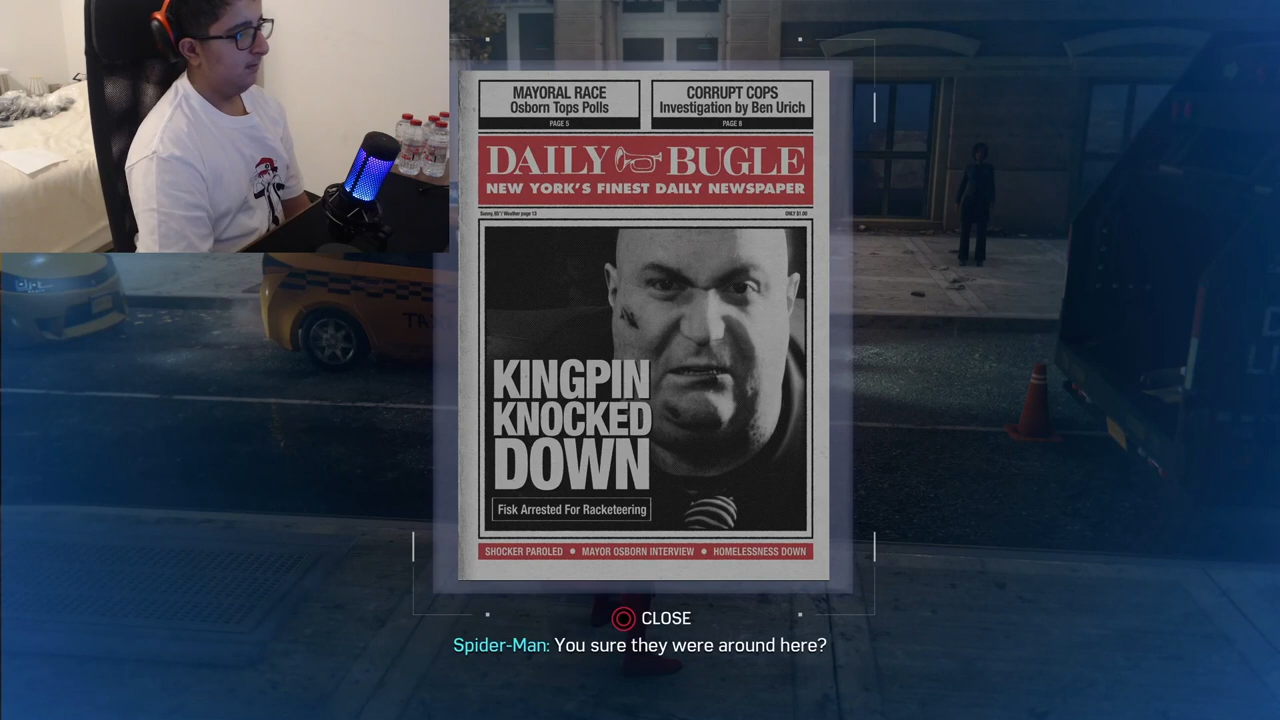 MAYORAL RACE
Osborn Tops Polls
PAGE 5
CORRUPT COPS
Investigation by Ben Urich
PAGE 8
DAILY BUGLE
NEW YORK'S FINEST DAILY NEWSPAPER
ONLY $1.00
KINGPIN
KNOCKED
DOWN
Fisk Arrested For Racketeering
SHOCKER PAROLED • MAYOR OSBORN INTERVIEW • HOMELESSNESS DOWN
CLOSE
Spider-Man: You sure they were around here?